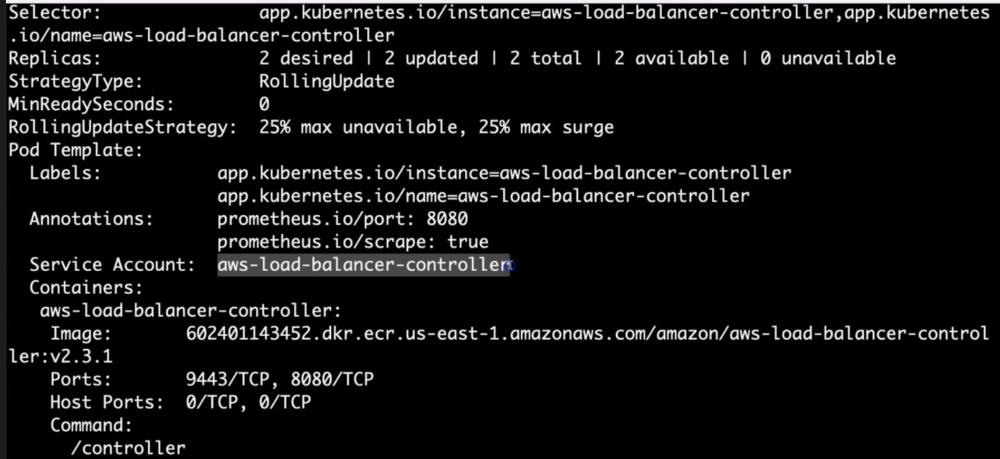 Selector:               app.kubernetes.io/instance=aws-load-balancer-controller,app.kubernetes
.io/name=aws-load-balancer-controller
Replicas:               2 desired | 2 updated | 2 total | 2 available | 0 unavailable
StrategyType:           RollingUpdate
MinReadySeconds:        0
RollingUpdateStrategy:  25% max unavailable, 25% max surge
Pod Template:
  Labels:           app.kubernetes.io/instance=aws-load-balancer-controller
                    app.kubernetes.io/name=aws-load-balancer-controller
  Annotations:      prometheus.io/port: 8080
                    prometheus.io/scrape: true
  Service Account:  aws-load-balancer-controller
  Containers:
   aws-load-balancer-controller:
    Image:       602401143452.dkr.ecr.us-east-1.amazonaws.com/amazon/aws-load-balancer-control
ler:v2.3.1
    Ports:       9443/TCP, 8080/TCP
    Host Ports:  0/TCP, 0/TCP
    Command:
      /controller